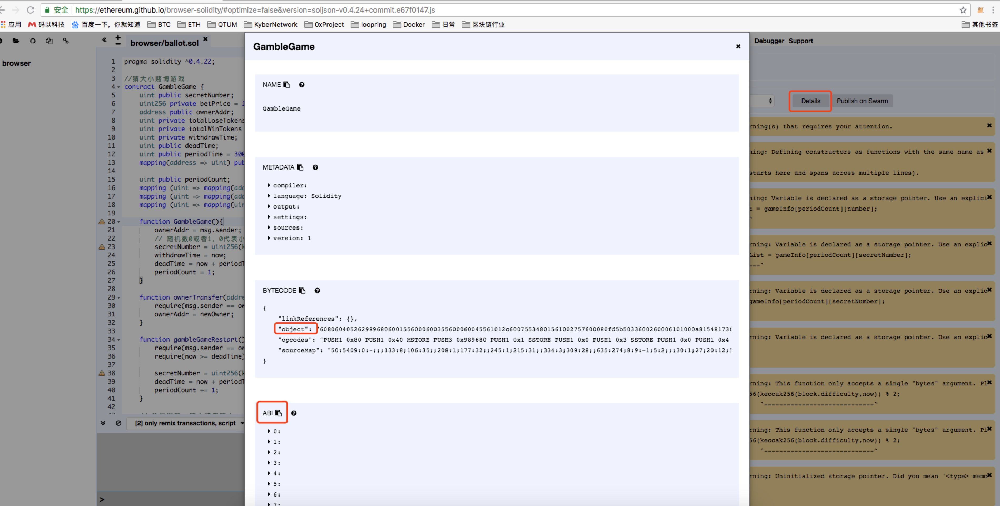 安全 https://ethereum.github.io/browser-solidity/#optimize=false&version=soljson-v0.4.24+commit.e67f0147.js
应用 码以科技 百度一下，你就知道 BTC ETH QTUM KyberNetwork 0xProject loopring Docker 日常 区块链行业 其他书签
browser
browser/ballot.sol
1 pragma solidity ^0.4.22;
2
3 //猜大小赌博游戏
4 contract GambleGame {
5 uint public secretNumber;
6 uint256 private betPrice = 1
7 address public ownerAddr;
8 uint private totalLoseTokens
9 uint private totalWinTokens
10 uint private withdrawTime;
11 uint public deadTime;
12 uint public periodTime = 300
13 mapping(address => uint) pub
14
15 uint public periodCount;
16 mapping (uint => mapping(add
17 mapping (uint => mapping(add
18 mapping (uint => mapping(uin
19
20 function GambleGame(){
21 ownerAddr = msg.sender;
22 // 随机数0或者1, 0代表小
23 secretNumber = uint256(k
24 withdrawTime = now;
25 deadTime = now + periodT
26 periodCount = 1;
27 }
28
29 function ownerTransfer(addre
30 require(msg.sender == ow
31 ownerAddr = newOwner;
32 }
33
34 function gambleGameRestart()
35 require(msg.sender == ow
36 require(now >= deadTime)
37
38 secretNumber = uint256(k
39 deadTime = now + periodT
40 periodCount += 1;
41 }
42
[2] only remix transactions, script
>
GambleGame
NAME
GambleGame
METADATA
compiler:
language: Solidity
output:
settings:
sources:
version: 1
BYTECODE
{
"linkReferences": {},
"object": "6080604052629896806001556000600355600060045561012c60075534801561002757600080fd5b50336002600061010​00a81548173f
"opcodes": "PUSH1 0x80 PUSH1 0x40 MSTORE PUSH3 0x989680 PUSH1 0x1 SSTORE PUSH1 0x0 PUSH1 0x3 SSTORE PUSH1 0x0 PUSH1 0x4
"sourceMap": "50:5409:0:-;;;133:8;106:35;;208:1;177:32;;245:1;215:31;;334:3;309:28;;635:274;8:9:-1;5:2;;;30:1;27;20:12;5
}
ABI
0:
1:
2:
3:
4:
5:
6:
7:
Debugger Support
Details Publish on Swarm
rning(s) that requires your attention.
ning: Defining constructors as functions with the same name as
starts here and spans across multiple lines).
ning: Variable is declared as a storage pointer. Use an explici
t = gameInfo[periodCount][number];
^
rning: Variable is declared as a storage pointer. Use an explic
List = gameInfo[periodCount][secretNumber];
---^
rning: Variable is declared as a storage pointer. Use an explic
gameInfo[periodCount][secretNumber];
rning: Variable is declared as a storage pointer. Use an explic
rning: This function only accepts a single "bytes" argument. Pl
56(keccak256(block.difficulty,now)) % 2;
^-----------------------------^
rning: This function only accepts a single "bytes" argument. Pl
56(keccak256(block.difficulty,now)) % 2;
^-----------------------------^
rning: Uninitialized storage pointer. Did you mean '<type> memo